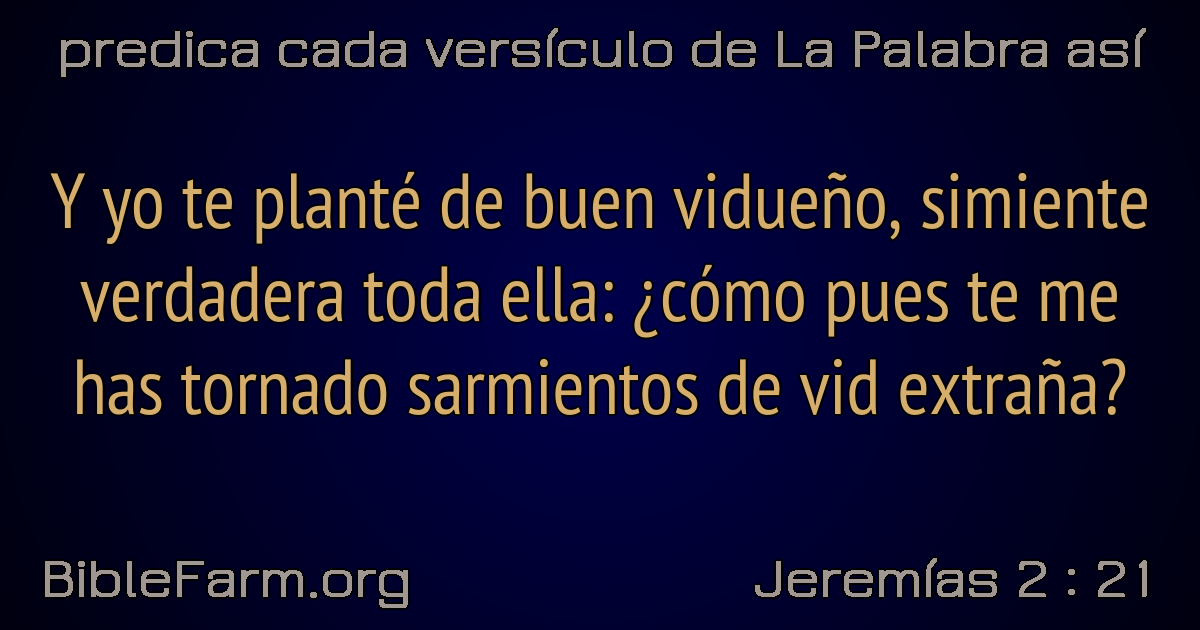 predica cada versículo de La Palabra así
Y yo te planté de buen vidueño, simiente
verdadera toda ella: ¿cómo pues te me
has tornado sarmientos de vid extraña?
BibleFarm.org
Jeremías 2 : 21